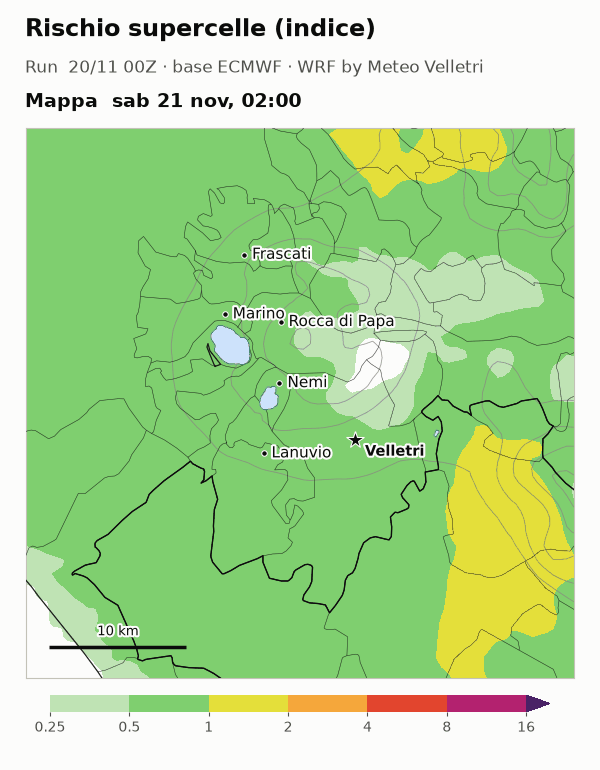 Rischio supercelle (indice)
Run  20/11 00Z · base ECMWF · WRF by Meteo Velletri
Mappa  sab 21 nov, 02:00
Frascati
Marino
Rocca di Papa
Nemi
Velletri
Lanuvio
10 km
0.25 0.5 1 2 4 8 16